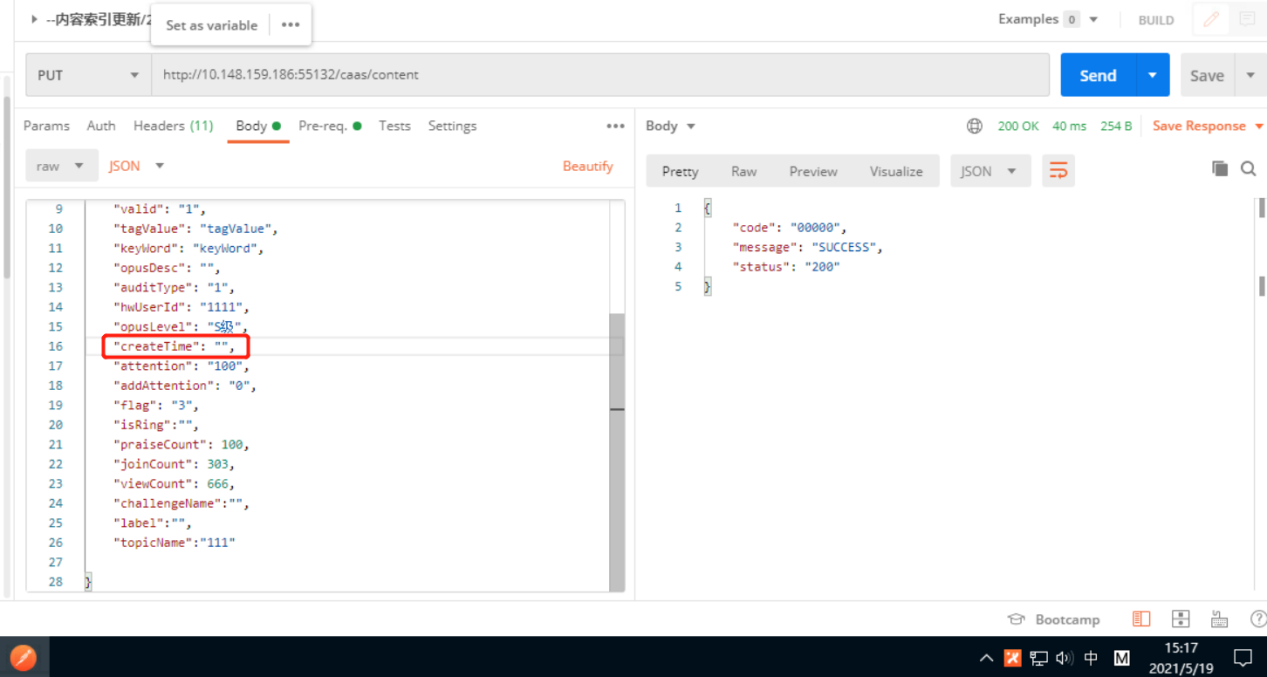 --内容索引更新/2
Set as variable
Examples 0
BUILD
PUT
http://10.148.159.186:55132/caas/content
Send
Save
Params Auth Headers (11) Body Pre-req. Tests Settings
Body
200 OK 40 ms 254 B Save Response
raw
JSON
Beautify
Pretty Raw Preview Visualize JSON
9 "valid": "1",
10 "tagValue": "tagValue",
11 "keyWord": "keyWord",
12 "opusDesc": "",
13 "auditType": "1",
14 "hwUserId": "1111",
15 "opusLevel": "S级",
16 "createTime": "",
17 "attention": "100",
18 "addAttention": "0",
19 "flag": "3",
20 "isRing":"",
21 "praiseCount": 100,
22 "joinCount": 303,
23 "viewCount": 666,
24 "challengeName":"",
25 "label":"",
26 "topicName":"111"
27
28 }
1 {
2 "code": "00000",
3 "message": "SUCCESS",
4 "status": "200"
5 }
Bootcamp
中
M
15:17
2021/5/19